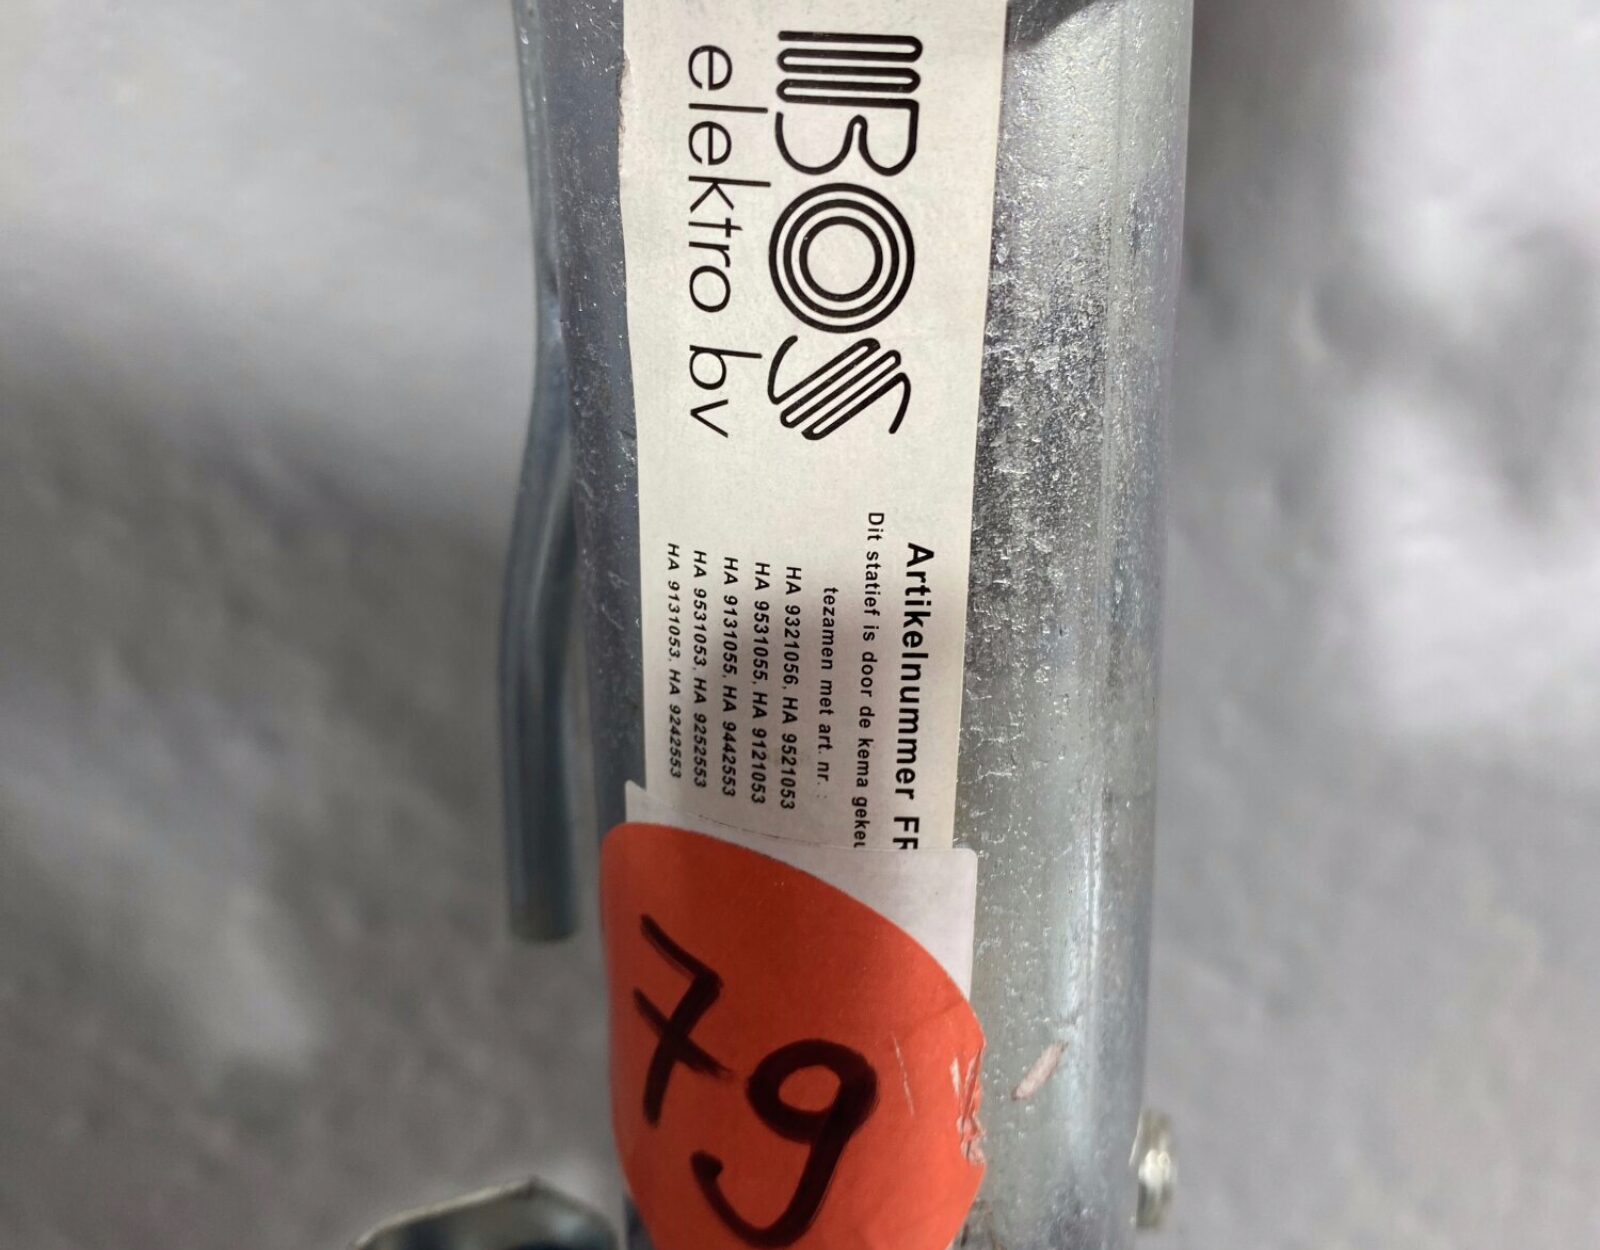 BOS
elektro bv
Artikelnummer FF
Dit statief is door de kema gekeu
tezamen met art. nr. :
HA 9321056, HA 9521053
HA 9531055, HA 9121053
HA 9131055, HA 9442553
HA 9531053, HA 9252553
HA 9131053, HA 9242553
79